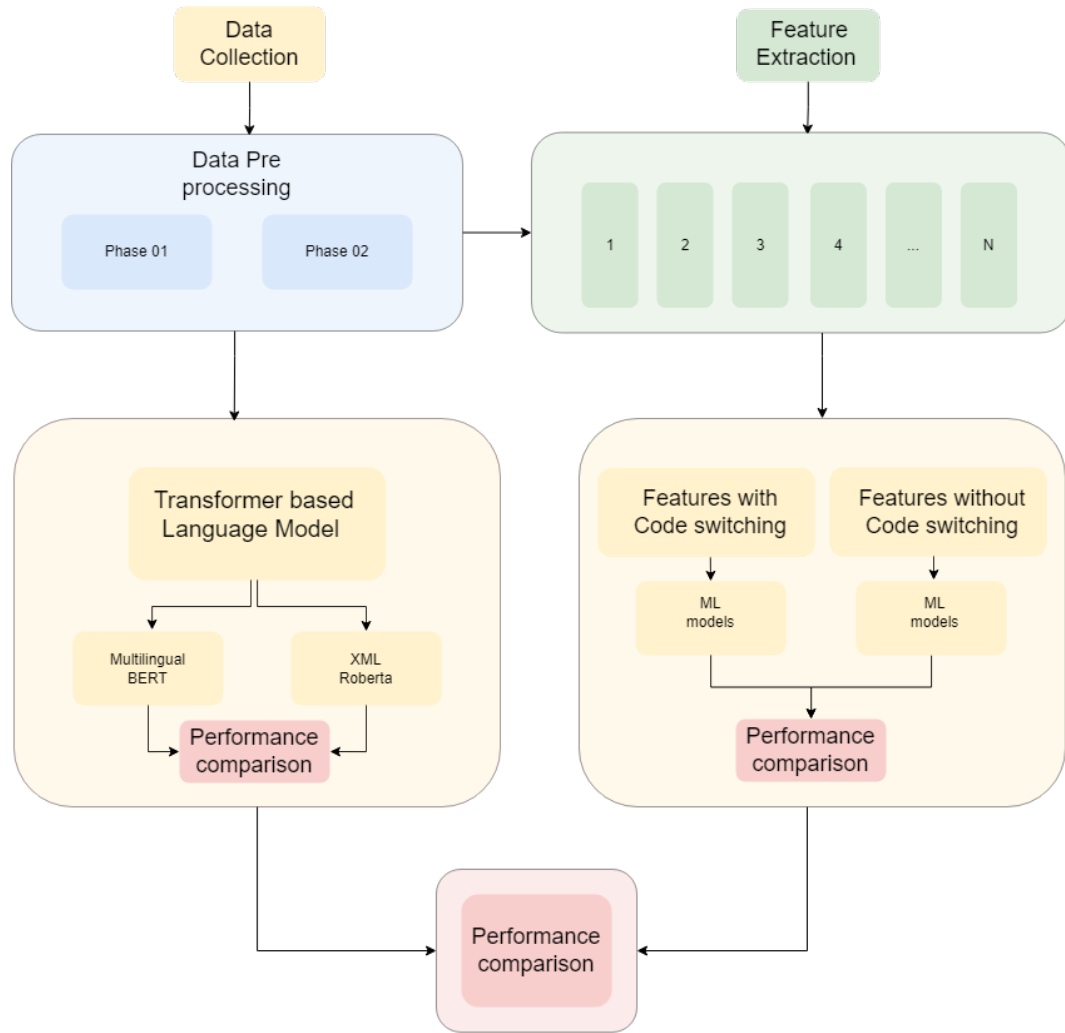 Data
Collection
Feature
Extraction
Data Pre
processing
Phase 01
Phase 02
1
2
3
4
...
N
Transformer based
Language Model
Multilingual
BERT
XML
Roberta
Performance
comparison
Features with
Code switching
Features without
Code switching
ML
models
ML
models
Performance
comparison
Performance
comparison